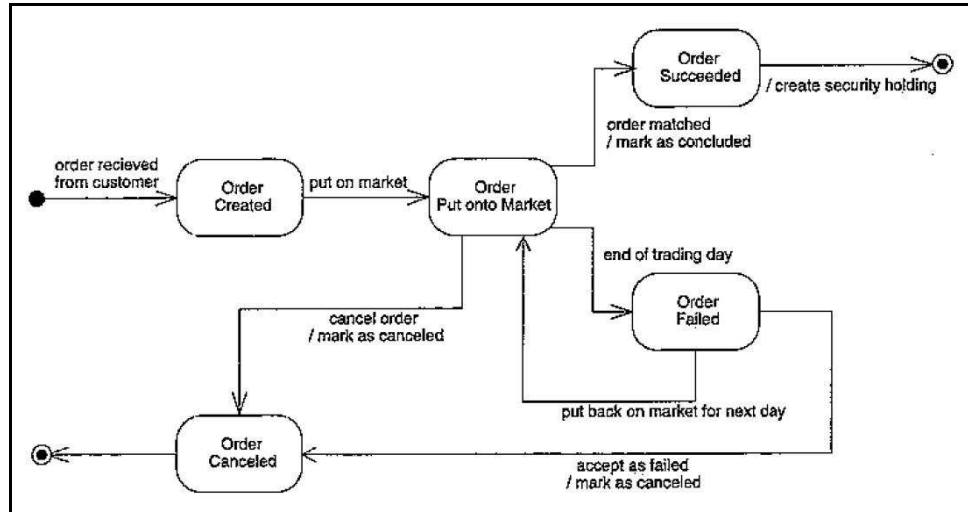 Order
Succeeded
/ create security holding
order matched
/ mark as concluded
order recieved
from customer
Order
Created
put on market
Order
Put onto Market
end of trading day
Order
Failed
cancel order
/ mark as canceled
put back on market for next day
Order
Canceled
accept as failed
/ mark as canceled